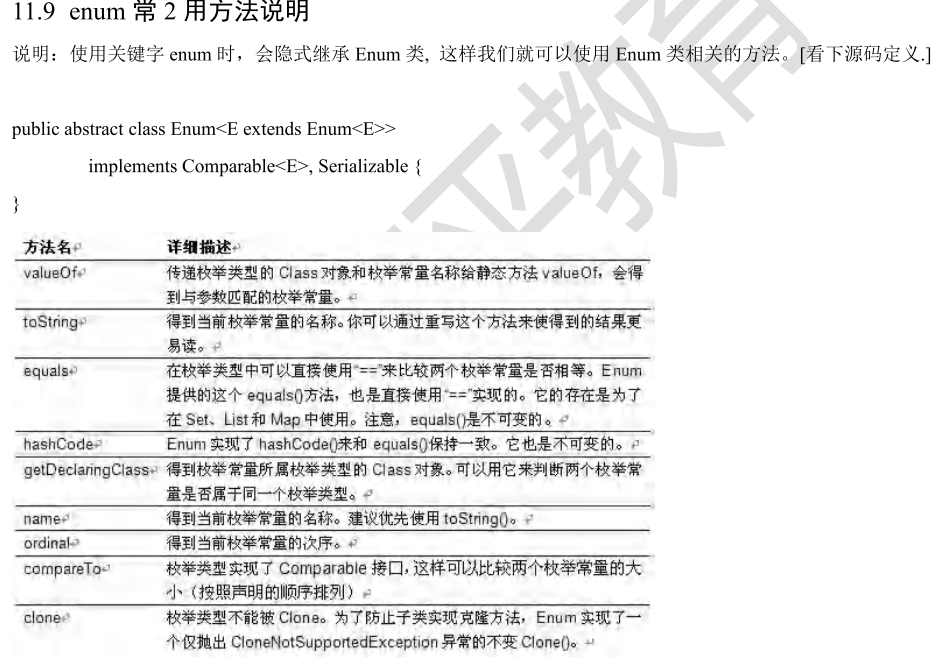 11.9 enum 常 2 用方法说明
说明：使用关键字 enum 时，会隐式继承 Enum 类, 这样我们就可以使用 Enum 类相关的方法。[看下源码定义.]
public abstract class Enum<E extends Enum<E>>
implements Comparable<E>, Serializable {
}
方法名 详细描述
valueOf 传递枚举类型的 Class 对象和枚举常量名称给静态方法 valueOf，会得
到与参数匹配的枚举常量。
toString 得到当前枚举常量的名称。你可以通过重写这个方法来使得到的结果更
易读。
equals 在枚举类型中可以直接使用“==”来比较两个枚举常量是否相等。Enum
提供的这个 equals()方法，也是直接使用“==”实现的。它的存在是为了
在 Set、List 和 Map 中使用。注意，equals()是不可变的。
hashCode Enum 实现了 hashCode()来和 equals()保持一致。它也是不可变的。
getDeclaringClass 得到枚举常量所属枚举类型的 Class 对象。可以用它来判断两个枚举常
量是否属于同一个枚举类型。
name 得到当前枚举常量的名称。建议优先使用 toString()。
ordinal 得到当前枚举常量的次序。
compareTo 枚举类型实现了 Comparable 接口，这样可以比较两个枚举常量的大
小（按照声明的顺序排列）
clone 枚举类型不能被 Clone。为了防止子类实现克隆方法，Enum 实现了一
个仅抛出 CloneNotSupportedException 异常的不变 Clone()。
平教育